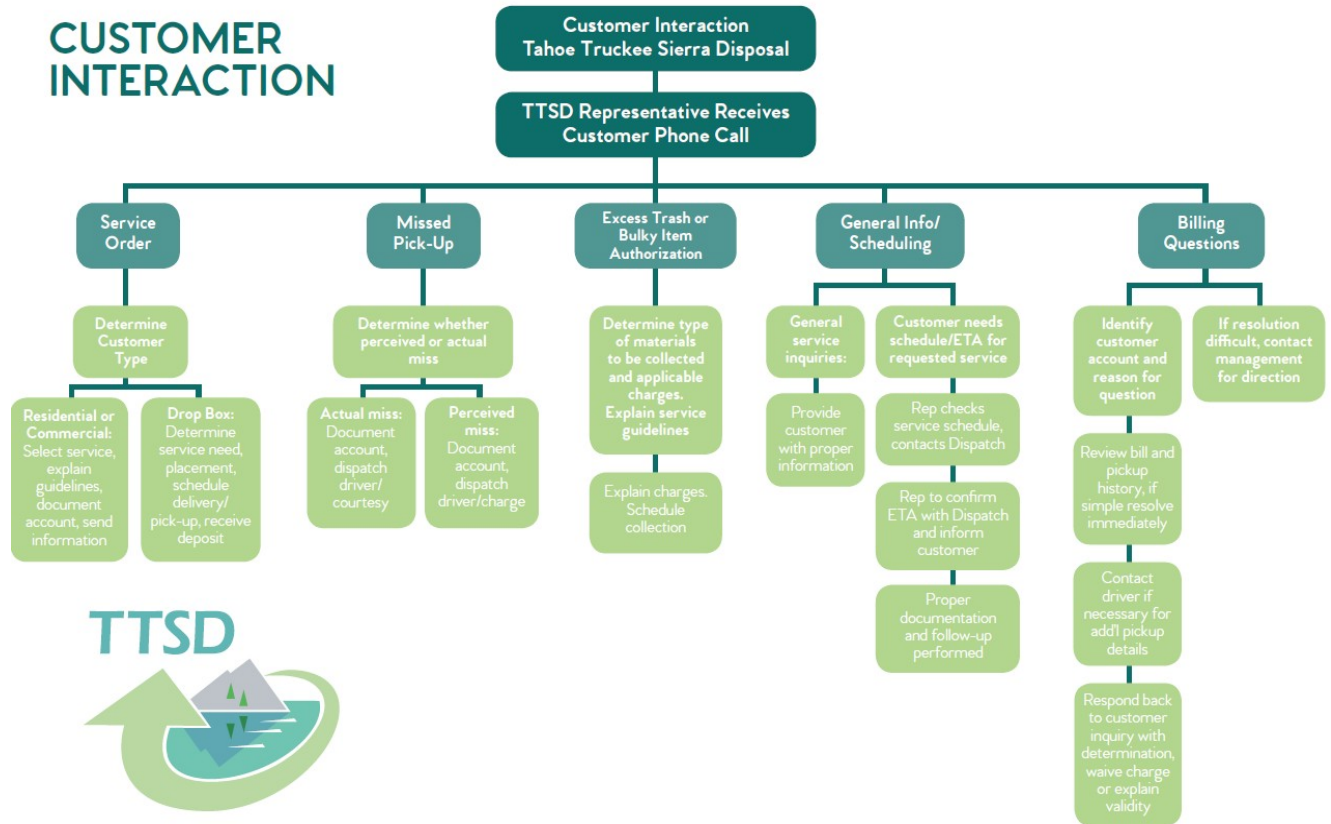 CUSTOMER
INTERACTION
Customer Interaction
Tahoe Truckee Sierra Disposal
TTSD Representative Receives
Customer Phone Call
Service
Order
Missed
Pick-Up
Excess Trash or
Bulky Item
Authorization
General Info/
Scheduling
Billing
Questions
Determine
Customer
Type
Residential or
Commercial:
Select service,
explain
guidelines,
document
account, send
information
Drop Box:
Determine
service need,
placement,
schedule
delivery/
pick-up, receive
deposit
Determine whether
perceived or actual
miss
Actual miss:
Document
account,
dispatch
driver/
courtesy
Perceived
miss:
Document
account,
dispatch
driver/charge
Determine type
of materials
to be collected
and applicable
charges.
Explain service
guidelines
Explain charges.
Schedule
collection
General
service
inquiries:
Provide
customer
with proper
information
Customer needs
schedule/ETA for
requested service
Rep checks
service schedule,
contacts Dispatch
Rep to confirm
ETA with Dispatch
and inform
customer
Proper
documentation
and follow-up
performed
Identify
customer
account and
reason for
question
Review bill and
pickup
history, if
simple resolve
immediately
Contact
driver if
necessary for
add'l pickup
details
Respond back
to customer
inquiry with
determination,
waive charge
or explain
validity
If resolution
difficult, contact
management
for direction
TTSD